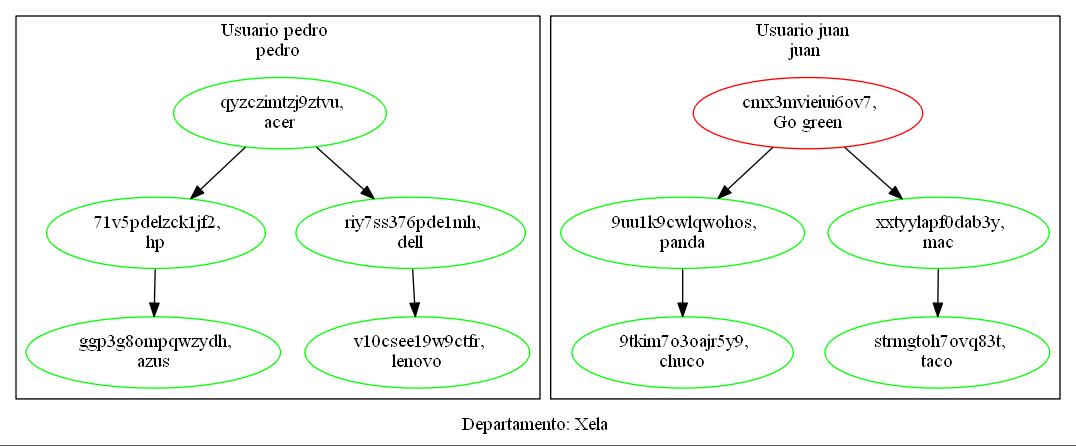 Usuario pedro
pedro
qyzczimtzj9ztvu,
acer
71v5pdelzck1jf2,
hp
riy7ss376pde1mh,
dell
ggp3g8ompqwzydh,
azus
v10csee19w9ctfr,
lenovo
Usuario juan
juan
cmx3mvieiui6ov7,
Go green
9uu1k9cwlqwohos,
panda
xxtyylapf0dab3y,
mac
9tkim7o3oajr5y9,
chuco
strmgtoh7ovq83t,
taco
Departamento: Xela